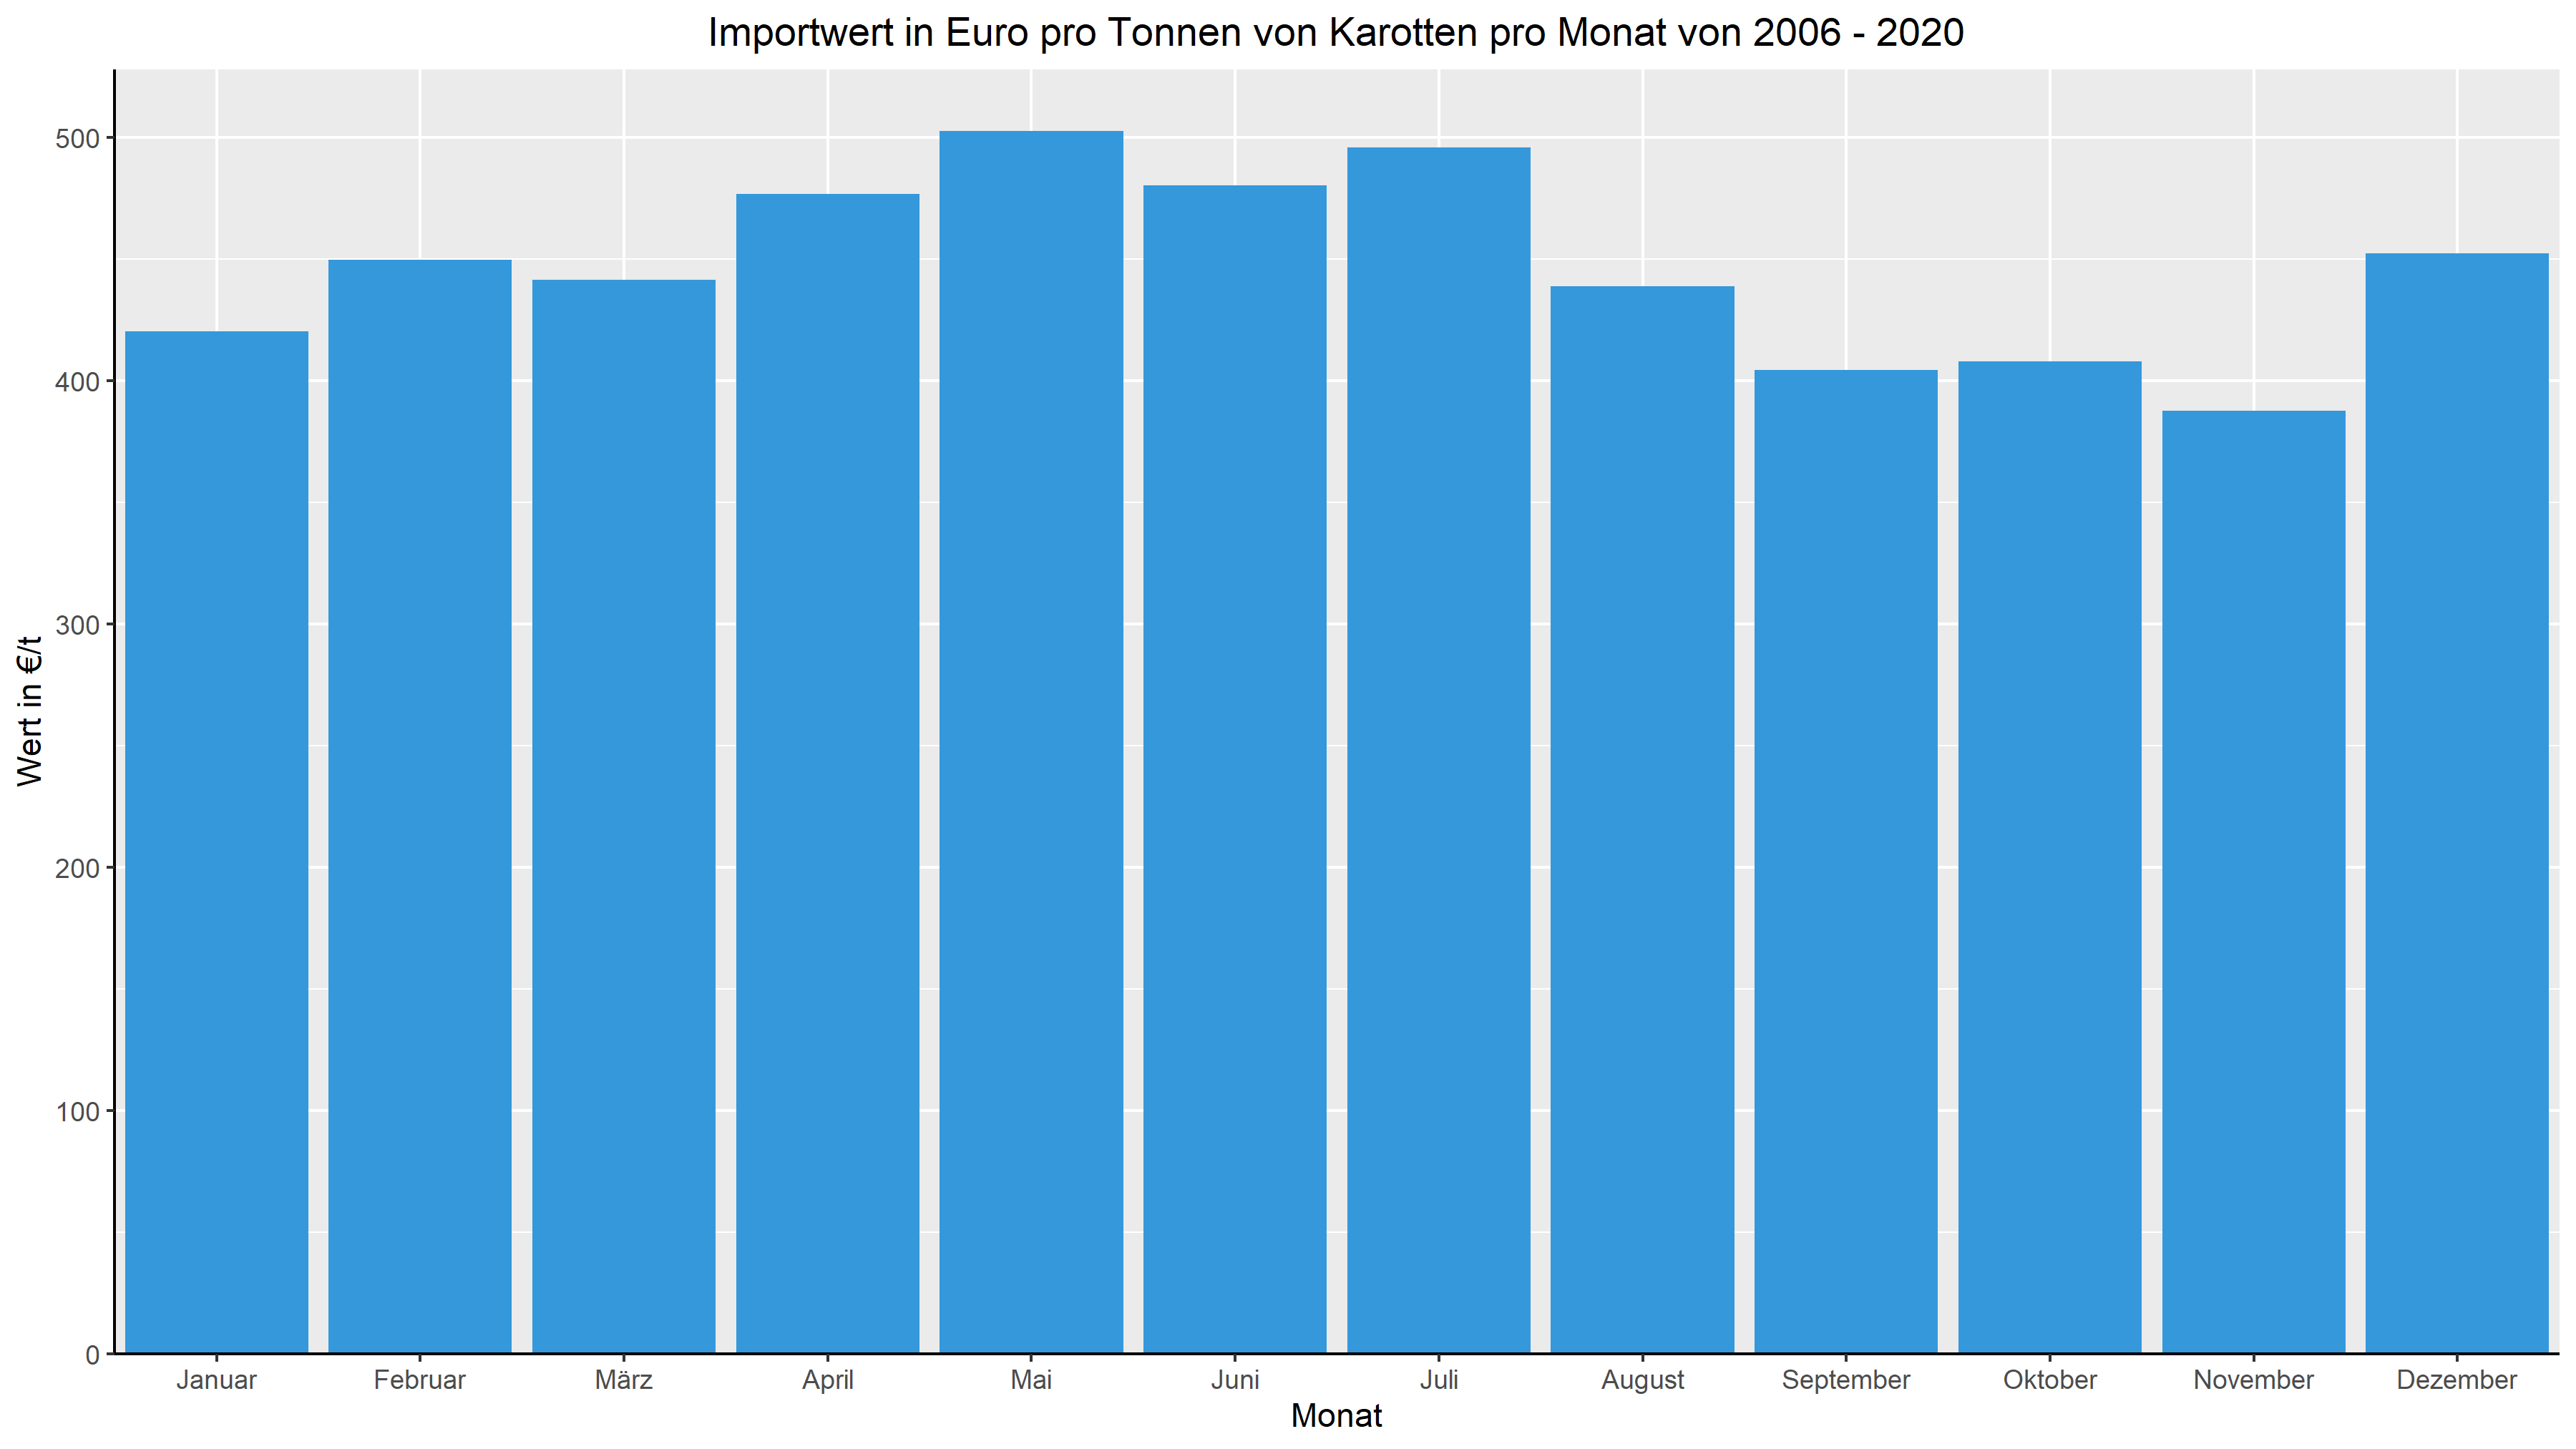 Importwert in Euro pro Tonnen von Karotten pro Monat von 2006 - 2020
Wert in €/t
500
400
300
200
100
0
Januar Februar März April Mai Juni Juli August September Oktober November Dezember
Monat